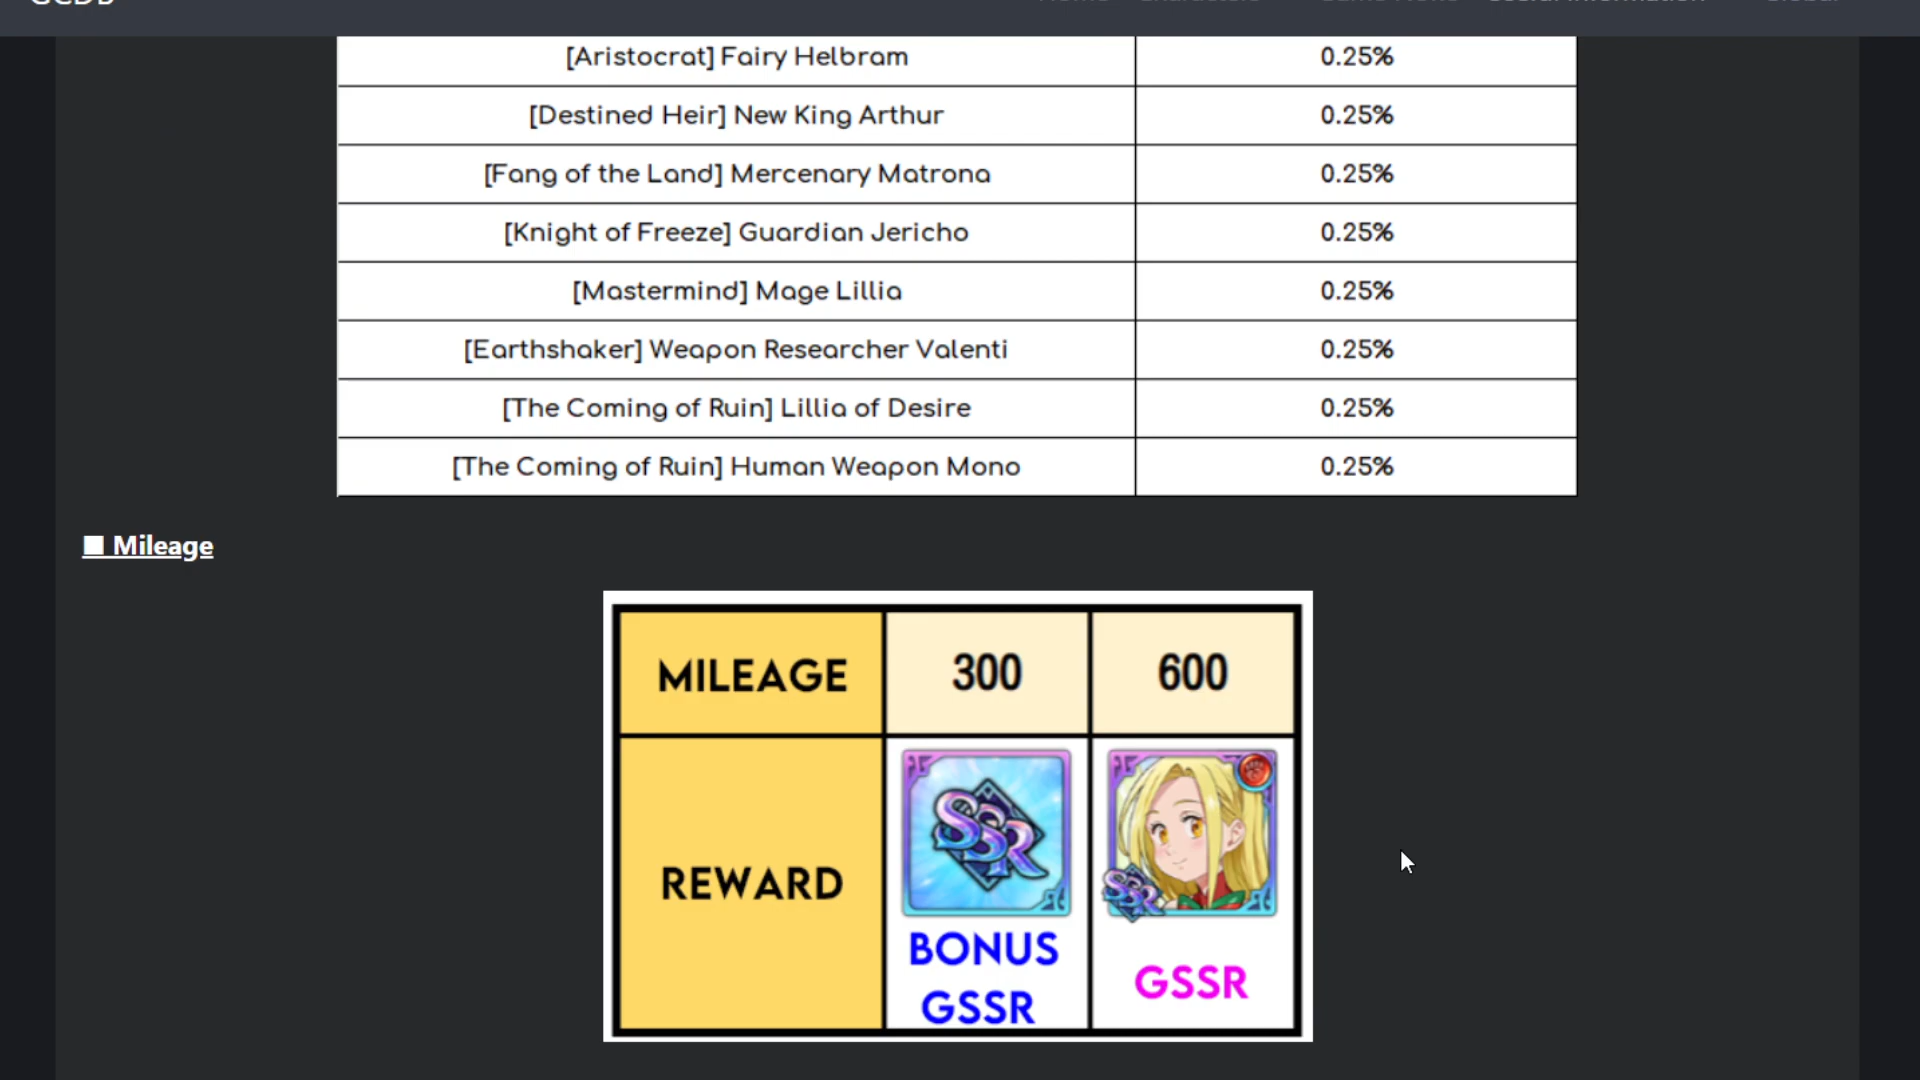 [Aristocrat] Fairy Helbram 0.25%
[Destined Heir] New King Arthur 0.25%
[Fang of the Land] Mercenary Matrona 0.25%
[Knight of Freeze] Guardian Jericho 0.25%
[Mastermind] Mage Lillia 0.25%
[Earthshaker] Weapon Researcher Valenti 0.25%
[The Coming of Ruin] Lillia of Desire 0.25%
[The Coming of Ruin] Human Weapon Mono 0.25%
■ Mileage
MILEAGE 300 600
SSR SSR
REWARD
BONUS
GSSR
GSSR